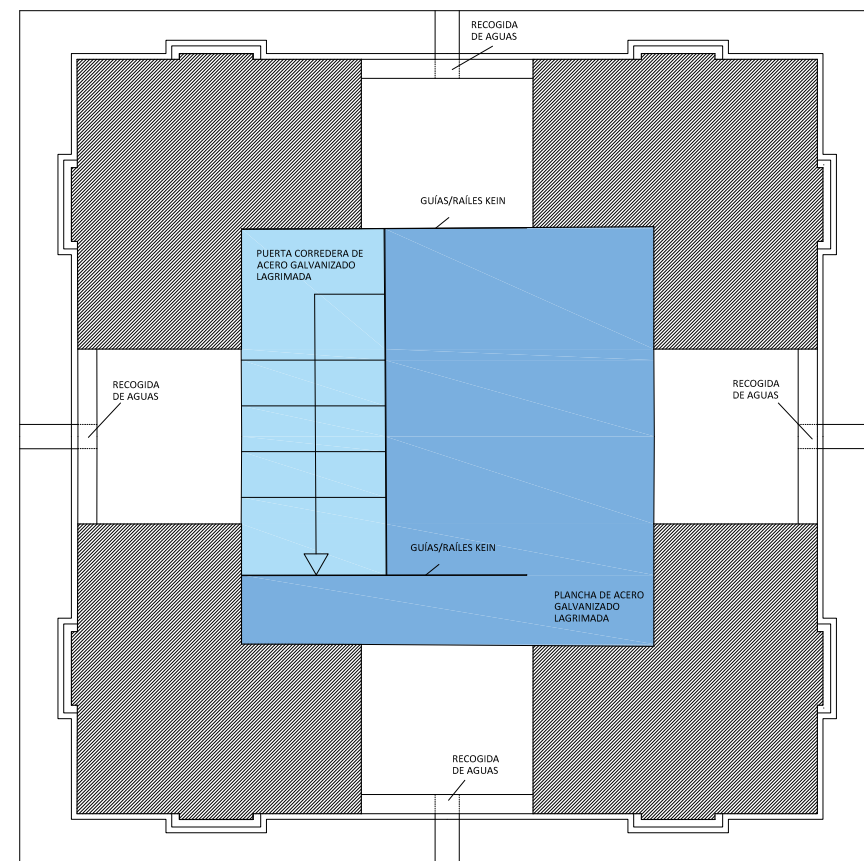 RECOGIDA
DE AGUAS
GUÍAS/RAÍLES KEIN
PUERTA CORREDERA DE
ACERO GALVANIZADO
LAGRIMADA
RECOGIDA
DE AGUAS
RECOGIDA
DE AGUAS
GUÍAS/RAÍLES KEIN
PLANCHA DE ACERO
GALVANIZADO
LAGRIMADA
RECOGIDA
DE AGUAS